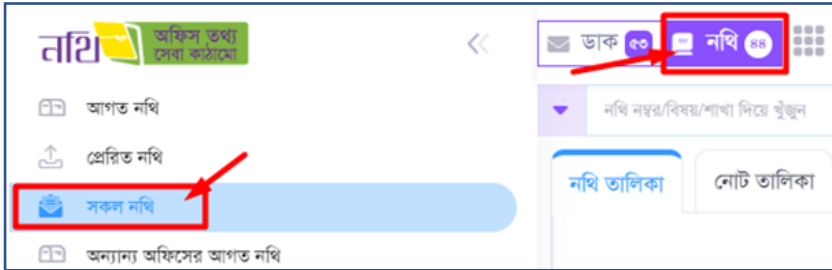 নথি
অফিস তথ্য
সেবা কাঠামো
আগত নথি
প্রেরিত নথি
সকল নথি
অন্যান্য অফিসের আগত নথি
ডাক ৫৩ নথি ৪৪
নথি নম্বর/বিষয়/শাখা দিয়ে খুঁজুন
নথি তালিকা নোট তালিকা